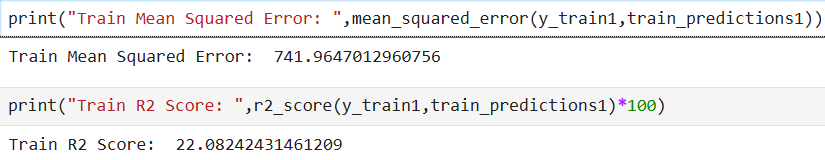 print("Train Mean Squared Error: ",mean_squared_error(y_train1,train_predictions1))
Train Mean Squared Error:  741.9647012960756
print("Train R2 Score: ",r2_score(y_train1,train_predictions1)*100)
Train R2 Score:  22.08242431461209